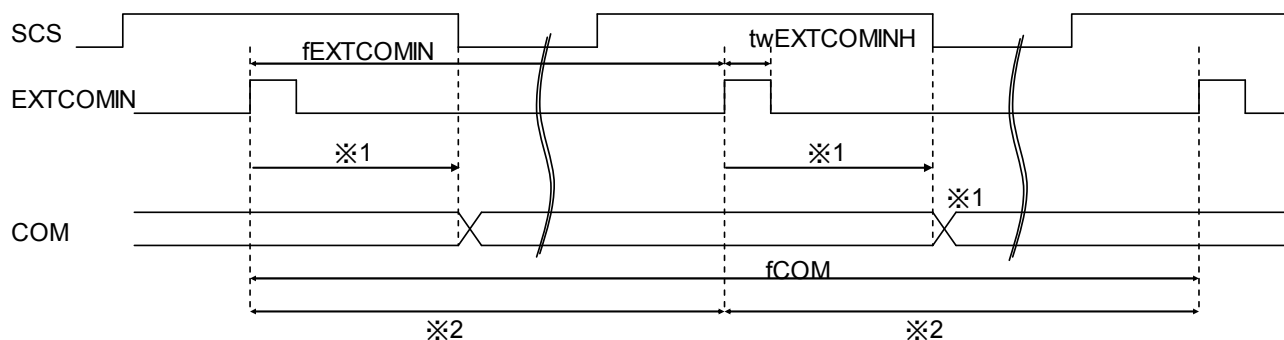 SCS
twEXTCOMINH
fEXTCOMIN
EXTCOMIN
※1
※1
※1
COM
fCOM
※2
※2